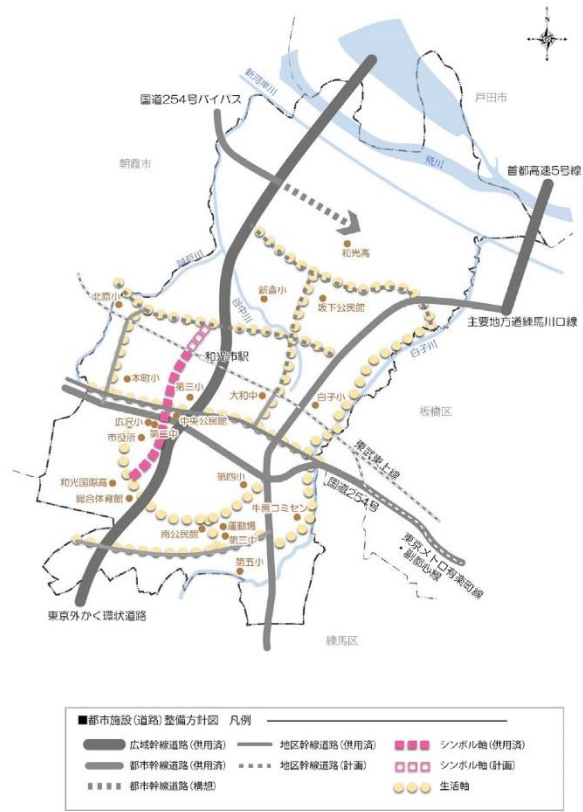 N
新河岸川
戸田市
国道254号バイパス
荒川
首都高速5号線
朝霞市
越戸川
和光高
北原小
新倉小
谷中川
坂下公民館
主要地方道練馬川口線
和光市駅
白子川
本町小
第三小
大和中
白子小
板橋区
広沢小
中央公民館
市役所
第二中
東武東上線
和光国際高
第四小
国道254号
総合体育館
牛房コミセン
南公民館
運動場
第三中
東京メトロ有楽町線
・副都心線
第五小
東京外かく環状道路
練馬区
■都市施設(道路)整備方針図 凡例
広域幹線道路(供用済) 地区幹線道路(供用済) シンボル軸(供用済)
都市幹線道路(供用済) 地区幹線道路(計画) シンボル軸(計画)
都市幹線道路(構想) 生活軸